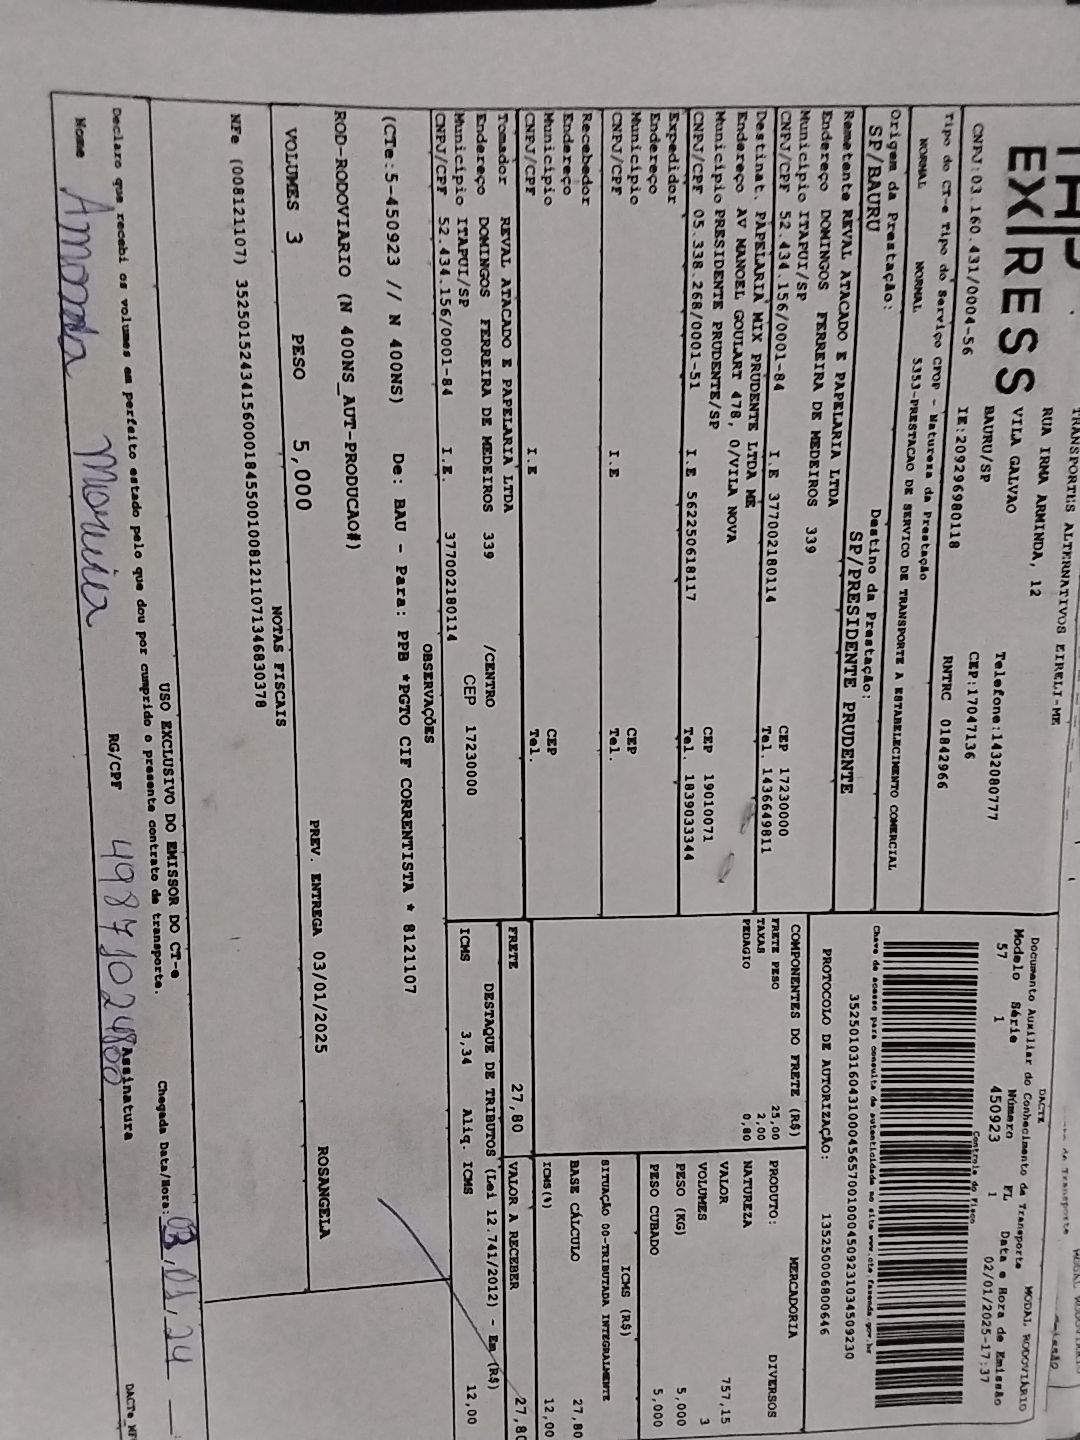 TRANSPORTES ALTERNATIVOS EIRELI-ME
EXPRESS
RUA IRMA ARMINDA, 12
VILA GALVAO
BAURU/SP
Telefone:1432080777
CEP:17047136
CNPJ:03.160.431/0004-56 IE:209296980118 RNTRC 01842966
DACTE
Documento Auxiliar do Conhecimento de Transporte MODAL RODOVIÁRIO
Modelo Série Número FL Data e Hora de Emissão
57 1 450923 1 02/01/2025-17:37
Controle do Fisco
Chave de acesso para consulta de autenticidade no site www.cte.fazenda.gov.br
35250103160431000456570010004509231034509230
PROTOCOLO DE AUTORIZAÇÃO: 135250006800646
Tipo do CT-e Tipo do Serviço CFOP - Natureza da Prestação
NORMAL NORMAL 5353-PRESTACAO DE SERVICO DE TRANSPORTE A ESTABELECIMENTO COMERCIAL
Origem da Prestação: Destino da Prestação:
SP/BAURU SP/PRESIDENTE PRUDENTE
Remetente REVAL ATACADO E PAPELARIA LTDA
Endereço DOMINGOS FERREIRA DE MEDEIROS 339
Município ITAPUI/SP CEP 17230000
CNPJ/CPF 52.434.156/0001-84 I.E 377002180114 Tel. 1436649811
Destinat. PAPELARIA MIX PRUDENTE LTDA ME
Endereço AV MANOEL GOULART 478, 0/VILA NOVA
Município PRESIDENTE PRUDENTE/SP CEP 19010071
CNPJ/CPF 05.338.268/0001-51 I.E 562250618117 Tel. 1839033344
Expedidor
Endereço
Município CEP
CNPJ/CPF I.E Tel.
Recebedor
Endereço
Município CEP
CNPJ/CPF I.E Tel.
Tomador REVAL ATACADO E PAPELARIA LTDA
Endereço DOMINGOS FERREIRA DE MEDEIROS 339 /CENTRO
Município ITAPUI/SP CEP 17230000
CNPJ/CPF 52.434.156/0001-84 I.E. 377002180114
COMPONENTES DO FRETE (R$)
FRETE PESO 25,00
TAXAS 2,00
PEDAGIO 0,80
PRODUTO: MERCADORIA
NATUREZA DIVERSOS
VALOR 757,15
VOLUMES 3
PESO (KG) 5,000
PESO CUBADO 5,000
ICMS (R$)
SITUAÇÃO 00-TRIBUTADA INTEGRALMENTE
BASE CÁLCULO 27,80
ICMS(%) 12,00
FRETE 27,80 VALOR A RECEBER 27,80
DESTAQUE DE TRIBUTOS (Lei 12.741/2012) - Em (R$)
ICMS 3,34 Aliq. ICMS 12,00
OBSERVAÇÕES
(CTe:5-450923 // N 400NS) De: BAU - Para: PPB *PGTO CIF CORRENTISTA * 8121107
ROD-RODOVIARIO (N 400NS_AUT-PRODUCAO#)
VOLUMES 3 PESO 5,000 PREV. ENTREGA 03/01/2025 ROSANGELA
NOTAS FISCAIS
NFe (008121107) 35250152434156000184550010081211071346830378
USO EXCLUSIVO DO EMISSOR DO CT-e
Declaro que recebi os volumes em perfeito estado pelo que dou por cumprido o presente contrato de transporte. Chegada Data/Hora: 03,01,24
Nome Amanda Moreira RG/CPF Assinatura